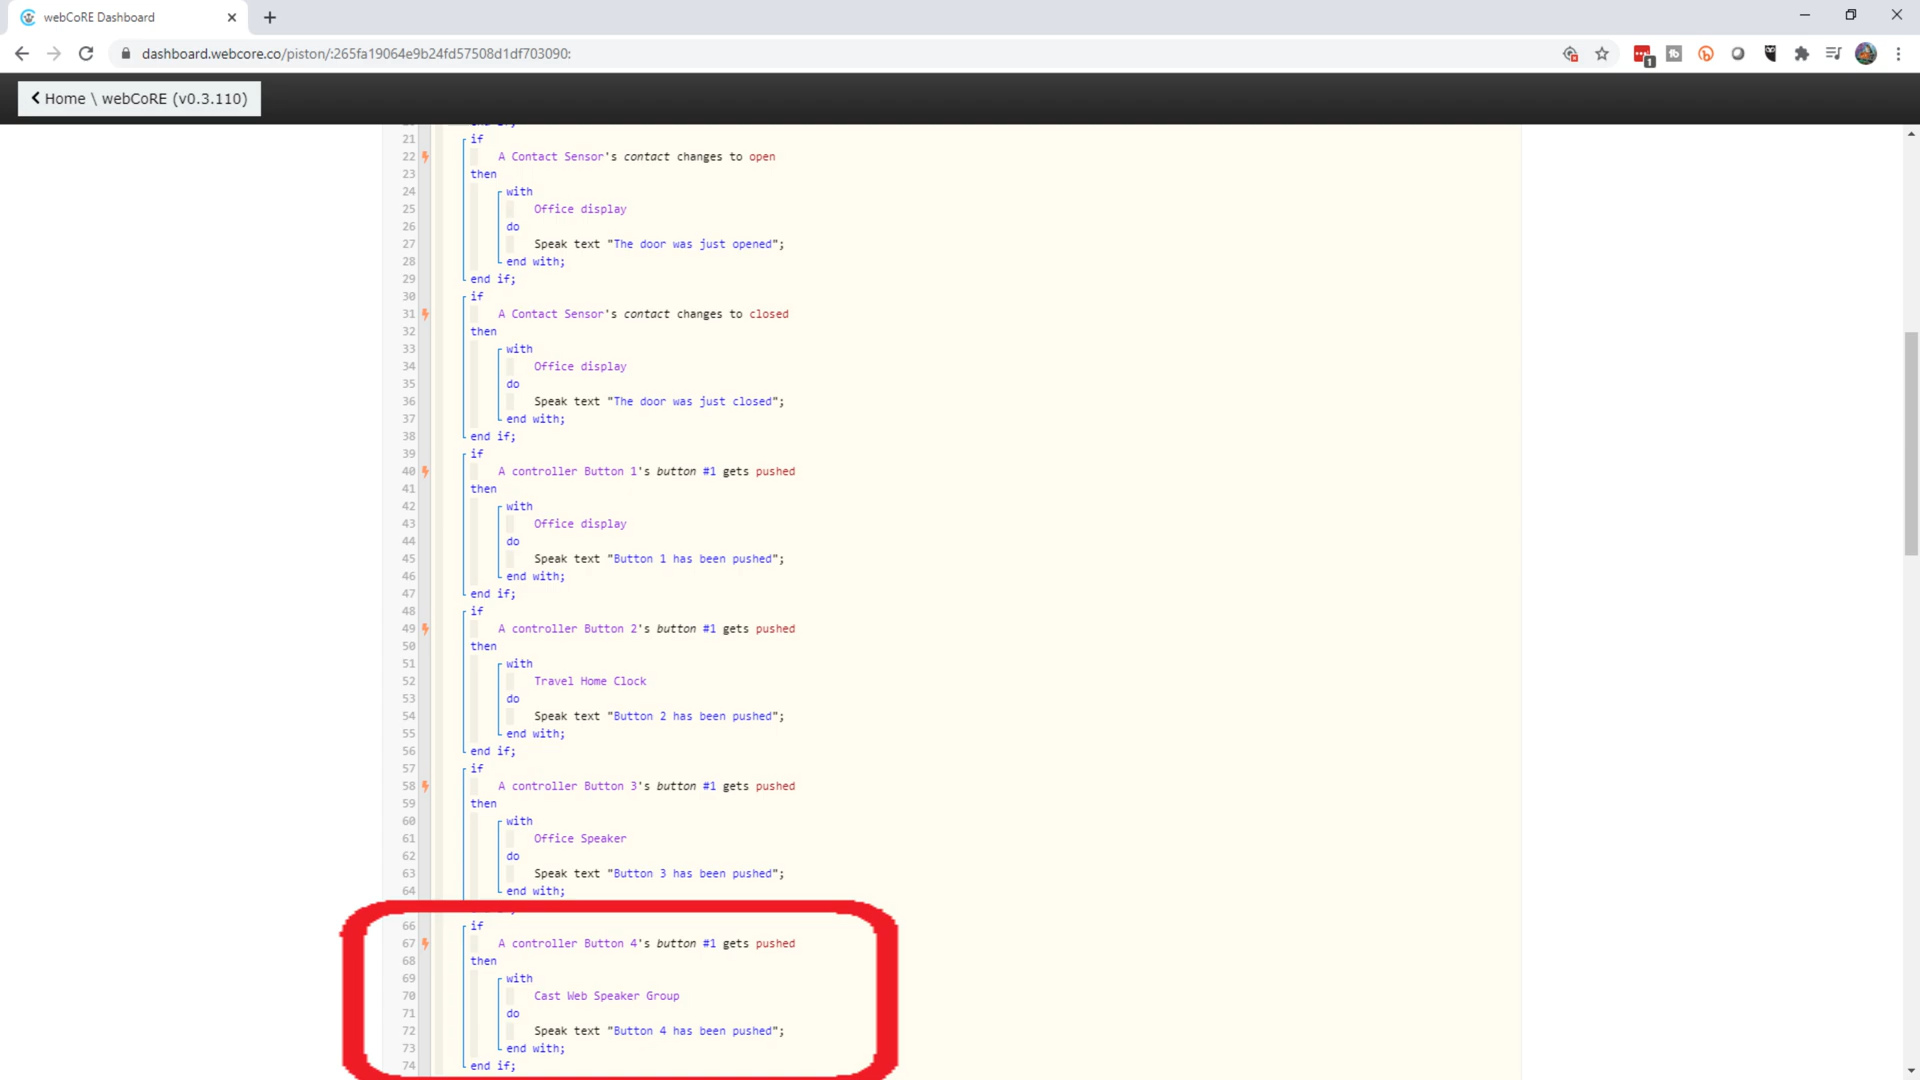 webCoRE Dashboard
dashboard.webcore.co/piston/:265fa19064e9b24fd57508d1df703090:
1
Home \ webCoRE (v0.3.110)
21 if
22 A Contact Sensor's contact changes to open
23 then
24 with
25 Office display
26 do
27 Speak text "The door was just opened";
28 end with;
29 end if;
30 if
31 A Contact Sensor's contact changes to closed
32 then
33 with
34 Office display
35 do
36 Speak text "The door was just closed";
37 end with;
38 end if;
39 if
40 A controller Button 1's button #1 gets pushed
41 then
42 with
43 Office display
44 do
45 Speak text "Button 1 has been pushed";
46 end with;
47 end if;
48 if
49 A controller Button 2's button #1 gets pushed
50 then
51 with
52 Travel Home Clock
53 do
54 Speak text "Button 2 has been pushed";
55 end with;
56 end if;
57 if
58 A controller Button 3's button #1 gets pushed
59 then
60 with
61 Office Speaker
62 do
63 Speak text "Button 3 has been pushed";
64 end with;
66 if
67 A controller Button 4's button #1 gets pushed
68 then
69 with
70 Cast Web Speaker Group
71 do
72 Speak text "Button 4 has been pushed";
73 end with;
74 end if;